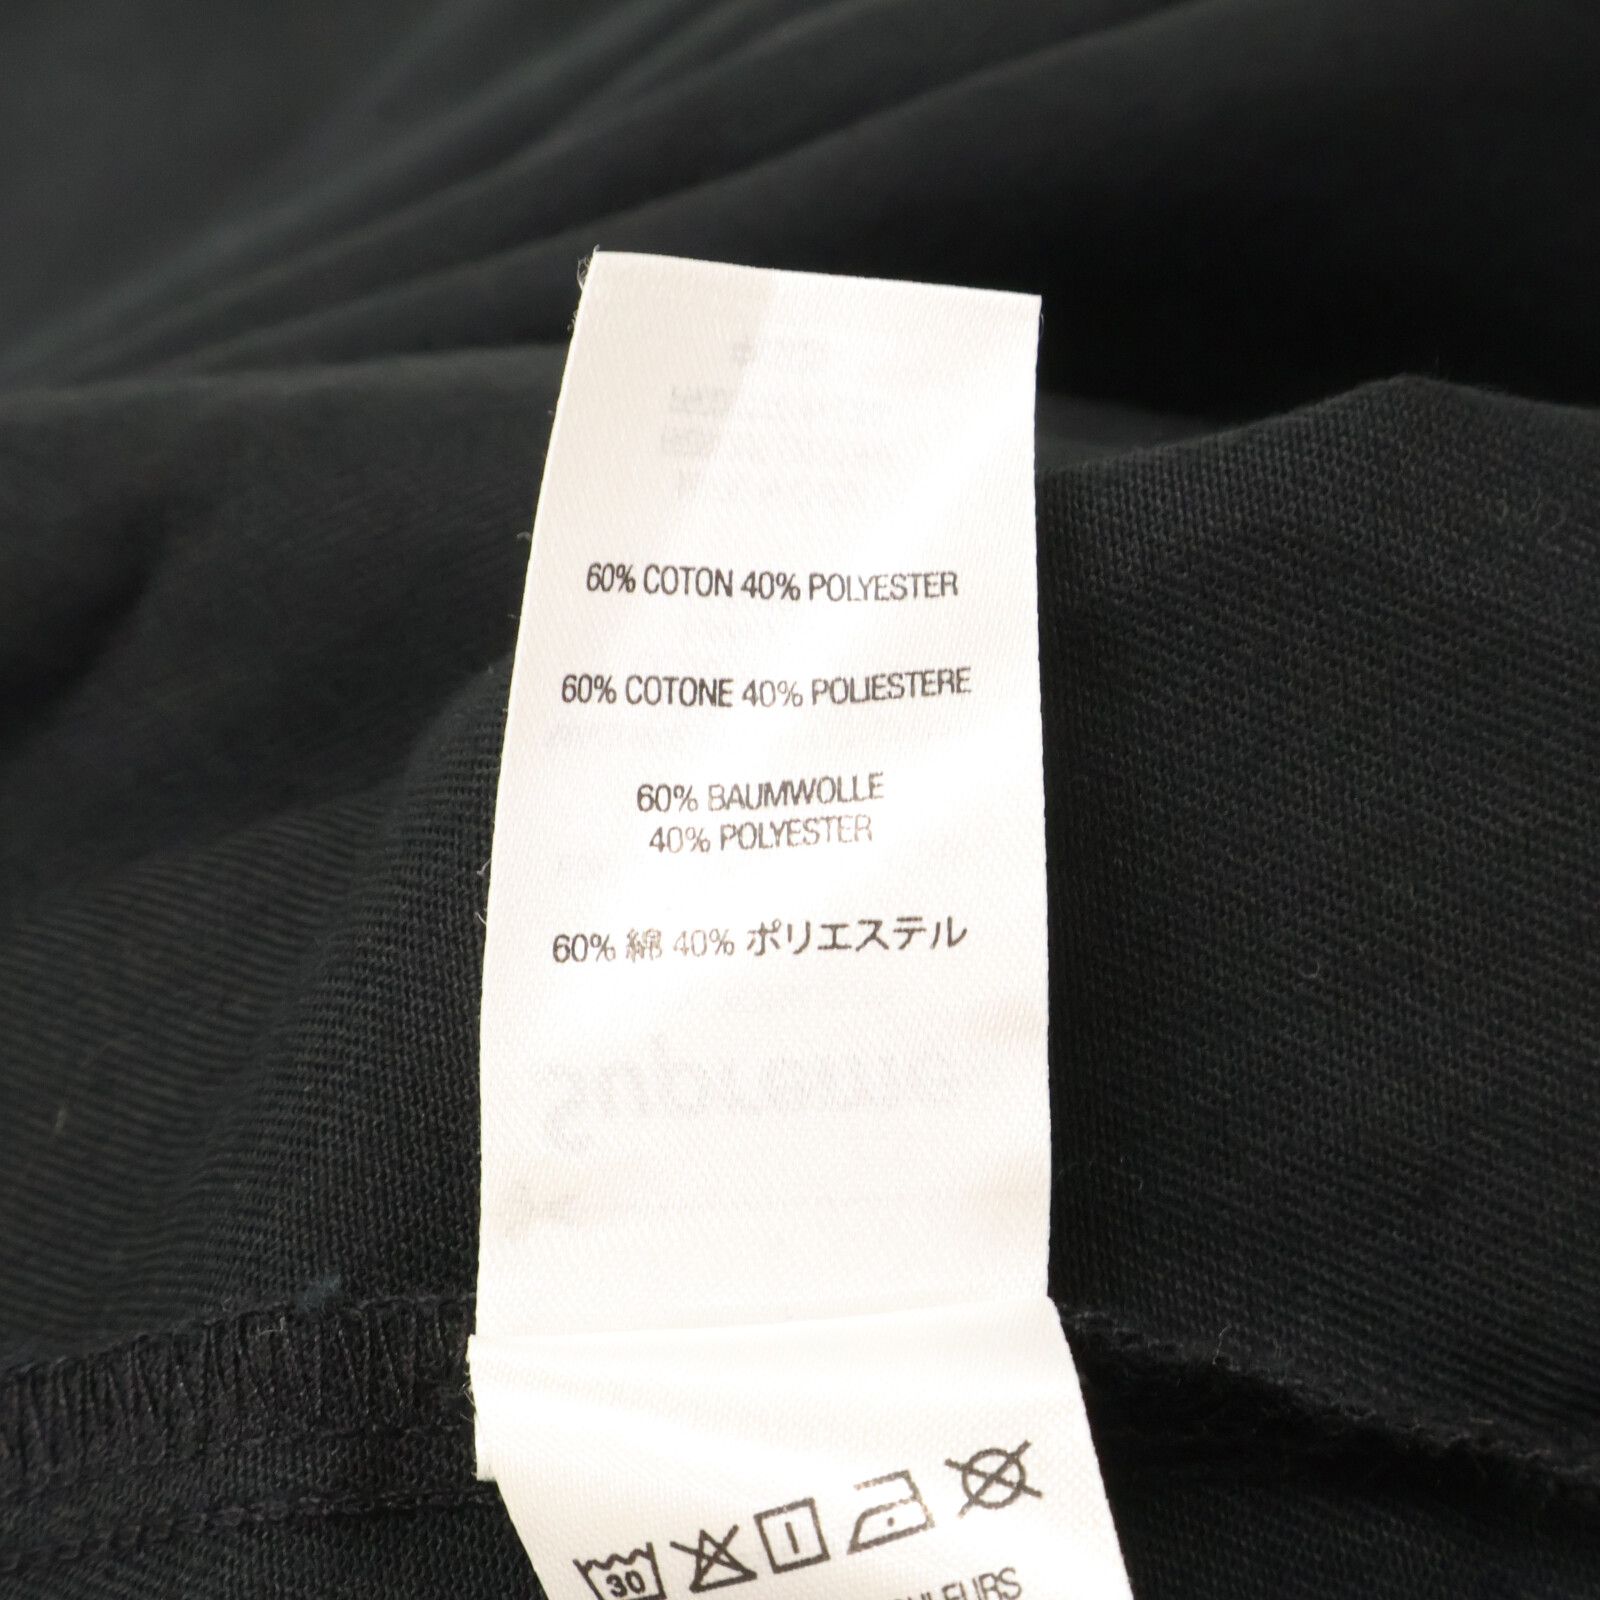 60% COTON 40% POLYESTER
60% COTONE 40% POLIESTERE
60% BAUMWOLLE
40% POLYESTER
60% 綿 40% ポリエステル
30